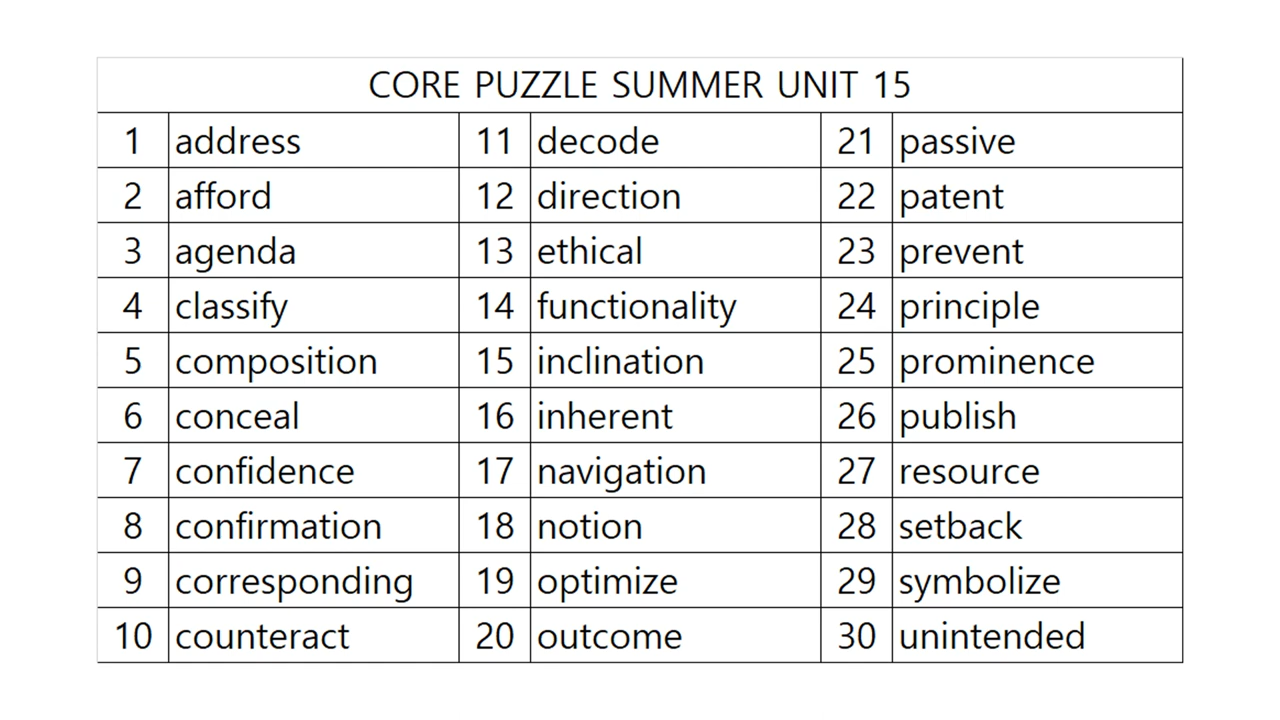 CORE PUZZLE SUMMER UNIT 15
1 address 11 decode 21 passive
2 afford 12 direction 22 patent
3 agenda 13 ethical 23 prevent
4 classify 14 functionality 24 principle
5 composition 15 inclination 25 prominence
6 conceal 16 inherent 26 publish
7 confidence 17 navigation 27 resource
8 confirmation 18 notion 28 setback
9 corresponding 19 optimize 29 symbolize
10 counteract 20 outcome 30 unintended